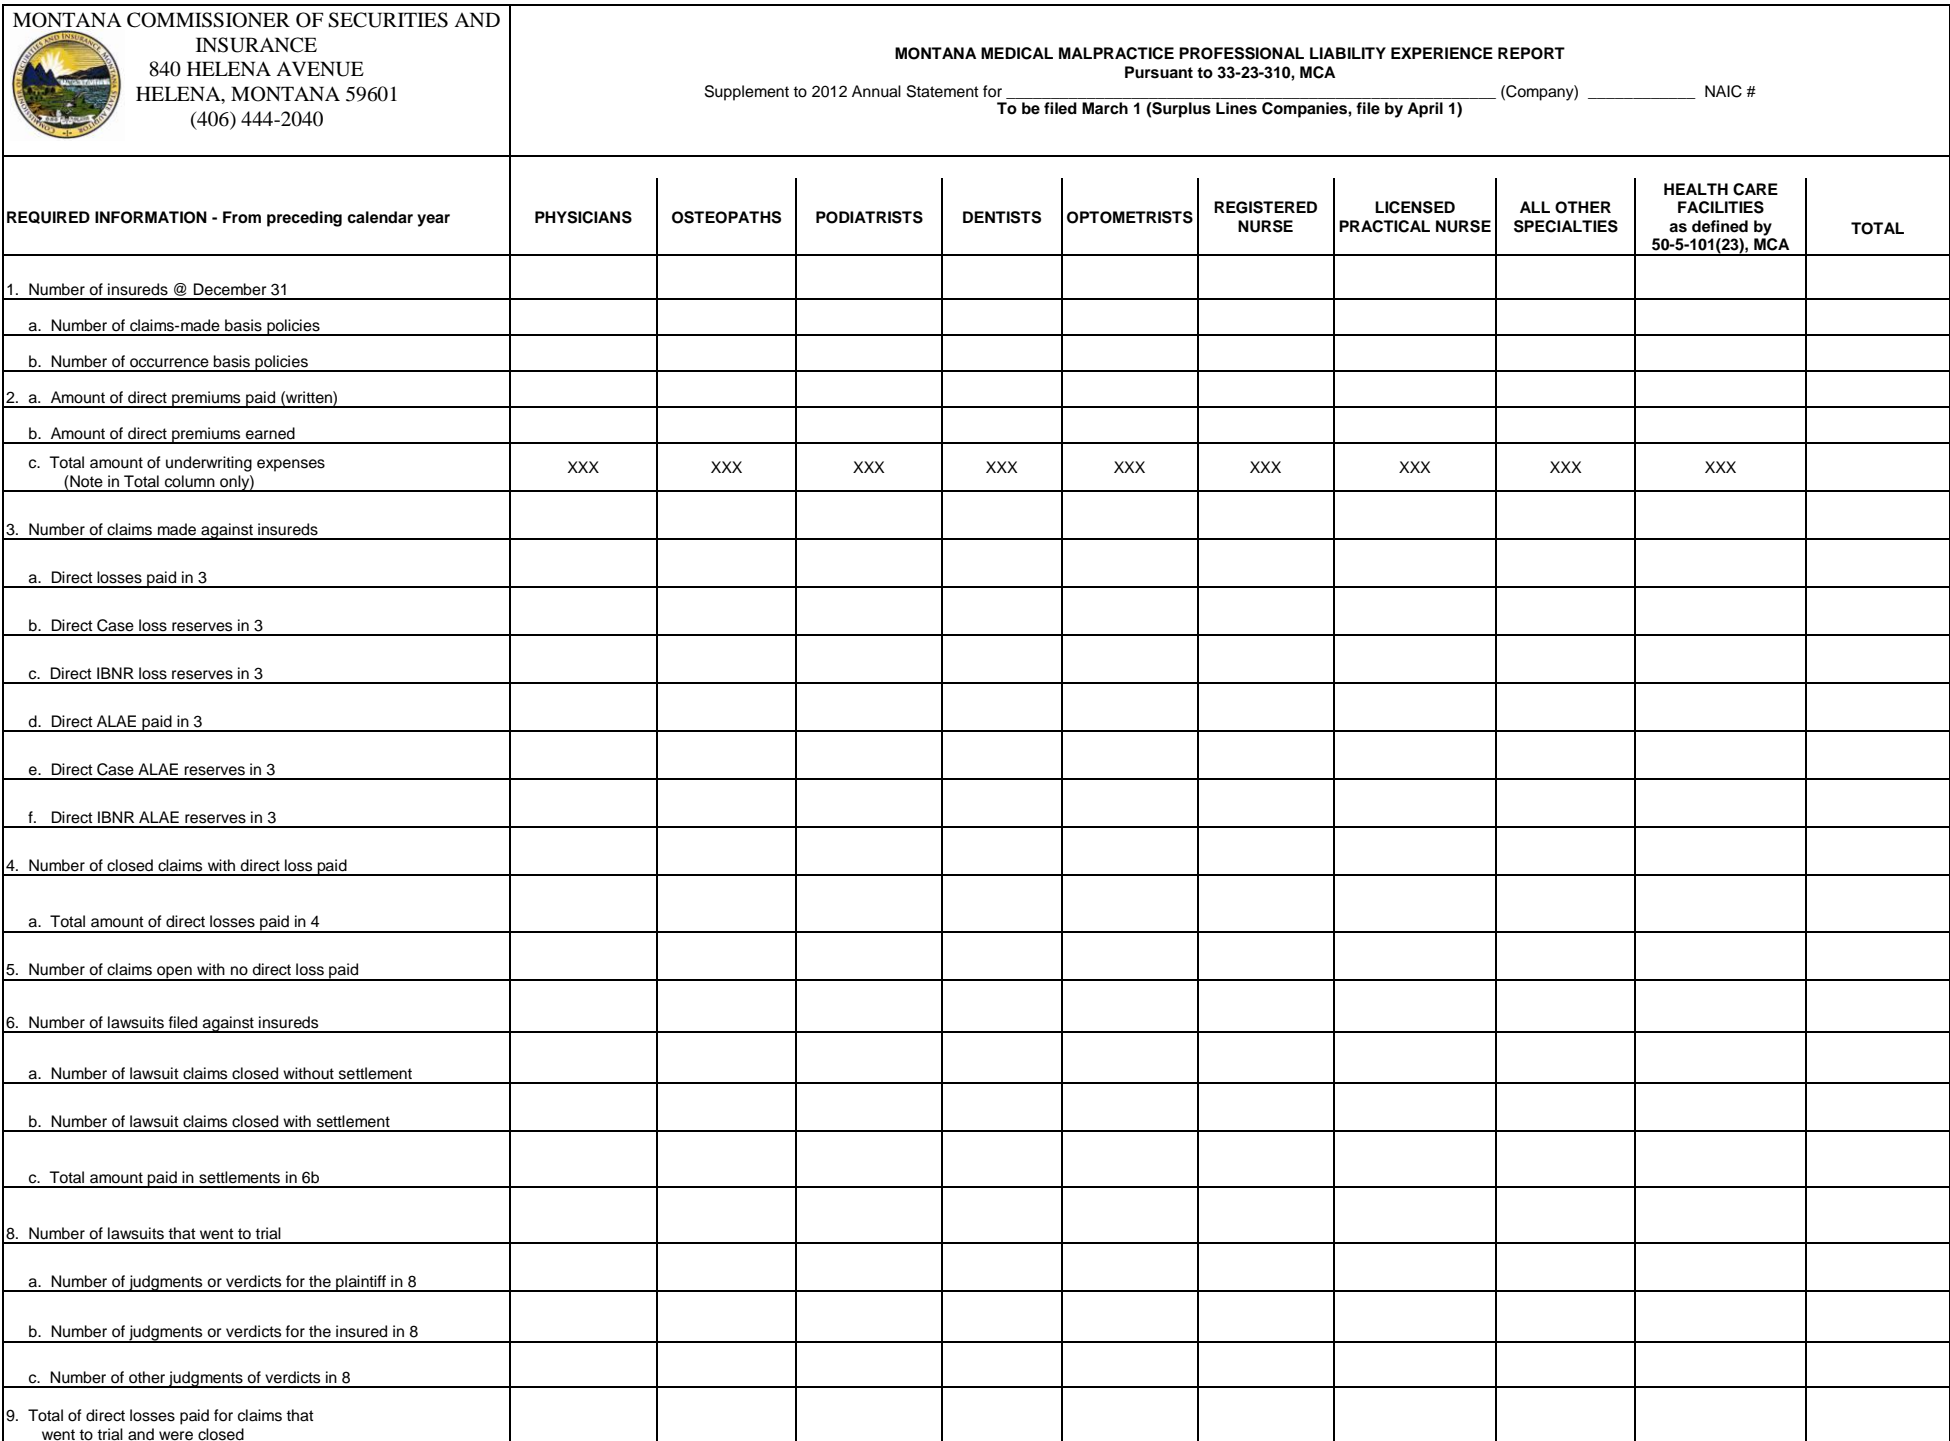 MONTANA COMMISSIONER OF SECURITIES AND
INSURANCE
840 HELENA AVENUE
HELENA, MONTANA 59601
(406) 444-2040
MONTANA MEDICAL MALPRACTICE PROFESSIONAL LIABILITY EXPERIENCE REPORT
Pursuant to 33-23-310, MCA
Supplement to 2012 Annual Statement for ______________________ (Company) ____________ NAIC #
To be filed March 1 (Surplus Lines Companies, file by April 1)
REQUIRED INFORMATION - From preceding calendar year
PHYSICIANS
OSTEOPATHS
PODIATRISTS
DENTISTS
OPTOMETRISTS
REGISTERED
NURSE
LICENSED
PRACTICAL NURSE
ALL OTHER
SPECIALTIES
HEALTH CARE
FACILITIES
as defined by
50-5-101(23), MCA
TOTAL
1. Number of insureds @ December 31
a. Number of claims-made basis policies
b. Number of occurrence basis policies
2. a. Amount of direct premiums paid (written)
b. Amount of direct premiums earned
c. Total amount of underwriting expenses
(Note in Total column only)
XXX XXX XXX XXX XXX XXX XXX XXX XXX
3. Number of claims made against insureds
a. Direct losses paid in 3
b. Direct Case loss reserves in 3
c. Direct IBNR loss reserves in 3
d. Direct ALAE paid in 3
e. Direct Case ALAE reserves in 3
f. Direct IBNR ALAE reserves in 3
4. Number of closed claims with direct loss paid
a. Total amount of direct losses paid in 4
5. Number of claims open with no direct loss paid
6. Number of lawsuits filed against insureds
a. Number of lawsuit claims closed without settlement
b. Number of lawsuit claims closed with settlement
c. Total amount paid in settlements in 6b
8. Number of lawsuits that went to trial
a. Number of judgments or verdicts for the plaintiff in 8
b. Number of judgments or verdicts for the insured in 8
c. Number of other judgments of verdicts in 8
9. Total of direct losses paid for claims that
went to trial and were closed